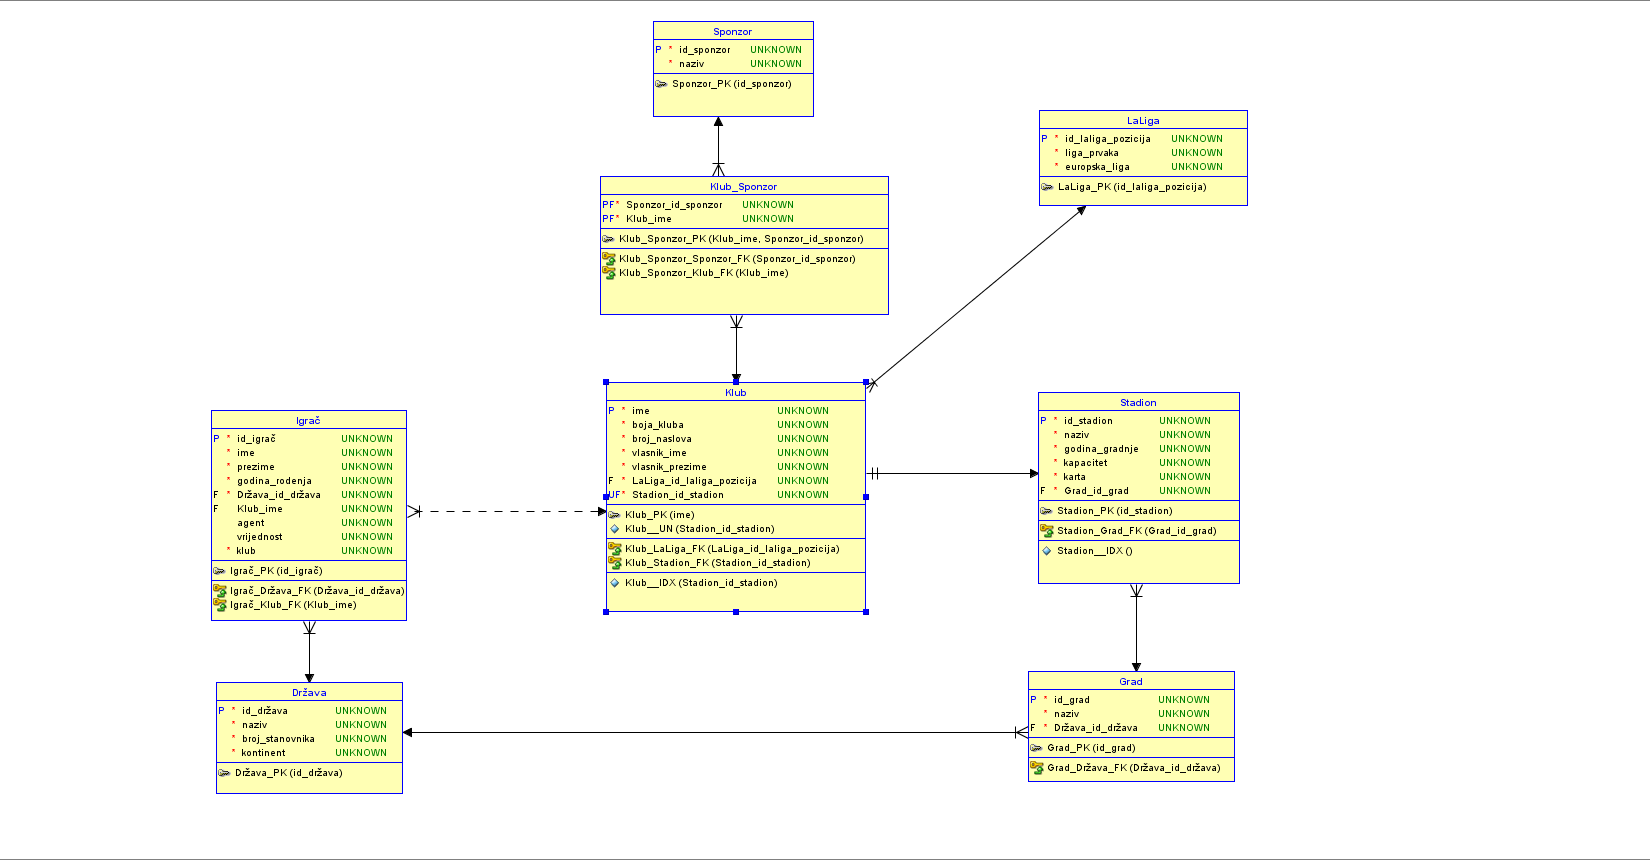 Sponzor
P * id_sponzor UNKNOWN
* naziv UNKNOWN
Sponzor_PK (id_sponzor)
LaLiga
P * id_laliga_pozicija UNKNOWN
* liga_prvaka UNKNOWN
* europska_liga UNKNOWN
LaLiga_PK (id_laliga_pozicija)
Klub_Sponzor
PF* Sponzor_id_sponzor UNKNOWN
PF* Klub_ime UNKNOWN
Klub_Sponzor_PK (Klub_ime, Sponzor_id_sponzor)
Klub_Sponzor_Sponzor_FK (Sponzor_id_sponzor)
Klub_Sponzor_Klub_FK (Klub_ime)
Klub
P * ime UNKNOWN
* boja_kluba UNKNOWN
* broj_naslova UNKNOWN
* vlasnik_ime UNKNOWN
* vlasnik_prezime UNKNOWN
F * LaLiga_id_laliga_pozicija UNKNOWN
UF* Stadion_id_stadion UNKNOWN
Klub_PK (ime)
Klub__UN (Stadion_id_stadion)
Klub_LaLiga_FK (LaLiga_id_laliga_pozicija)
Klub_Stadion_FK (Stadion_id_stadion)
Klub__IDX (Stadion_id_stadion)
Stadion
P * id_stadion UNKNOWN
* naziv UNKNOWN
* godina_gradnje UNKNOWN
* kapacitet UNKNOWN
* karta UNKNOWN
F * Grad_id_grad UNKNOWN
Stadion_PK (id_stadion)
Stadion_Grad_FK (Grad_id_grad)
Stadion__IDX ()
Igrač
P * id_igrač UNKNOWN
* ime UNKNOWN
* prezime UNKNOWN
* godina_rodenja UNKNOWN
F * Država_id_država UNKNOWN
F Klub_ime UNKNOWN
agent UNKNOWN
vrijednost UNKNOWN
* klub UNKNOWN
Igrač_PK (id_igrač)
Igrač_Država_FK (Država_id_država)
Igrač_Klub_FK (Klub_ime)
Država
P * id_država UNKNOWN
* naziv UNKNOWN
* broj_stanovnika UNKNOWN
* kontinent UNKNOWN
Država_PK (id_država)
Grad
P * id_grad UNKNOWN
* naziv UNKNOWN
F * Država_id_država UNKNOWN
Grad_PK (id_grad)
Grad_Država_FK (Država_id_država)